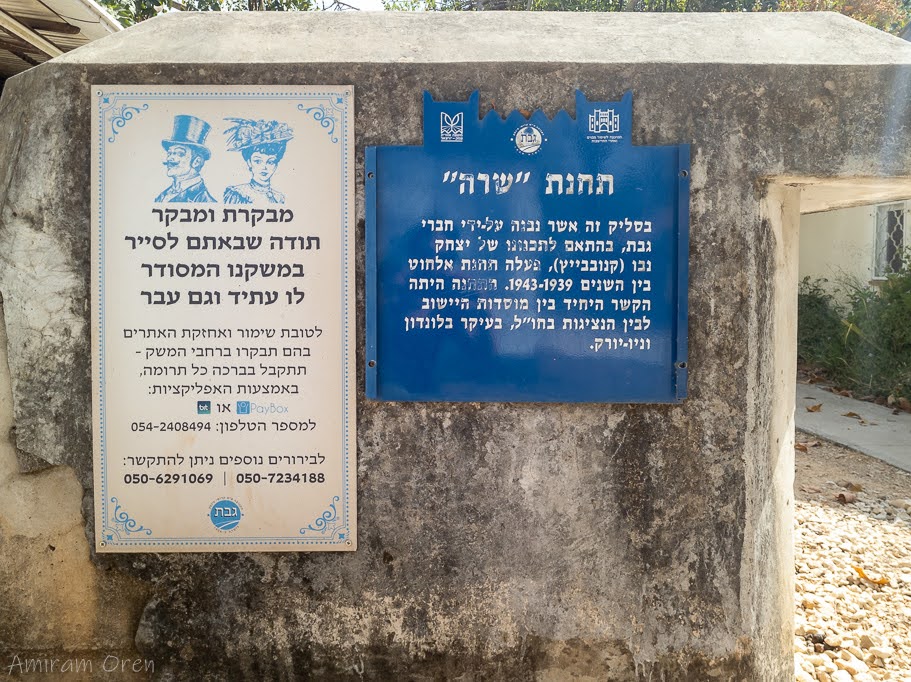 מבקרת ומבקר
תודה שבאתם לסייר
במשקנו המסודר
לו עתיד וגם עבר
לטובת שימור ואחזקת האתרים
בהם תבקרו ברחבי המשק -
תתקבל בברכה כל תרומה,
באמצעות האפליקציות:
PayBox או bit
למספר הטלפון: 054-2408494
לבירורים נוספים ניתן להתקשר:
050-6291069 | 050-7234188
גבת
גבת
תחנת "שרה"
בסליק זה אשר נבנה על-ידי חברי
גבת, בהתאם לתכנונו של יצחק
נבו (קנובבייץ), פעלה תחנת אלחוט
בין השנים 1943-1939. התחנה היתה
הקשר היחיד בין מוסדות היישוב
לבין הנציגות בחו"ל, בעיקר בלונדון
וניו-יורק.
Amiram Oren